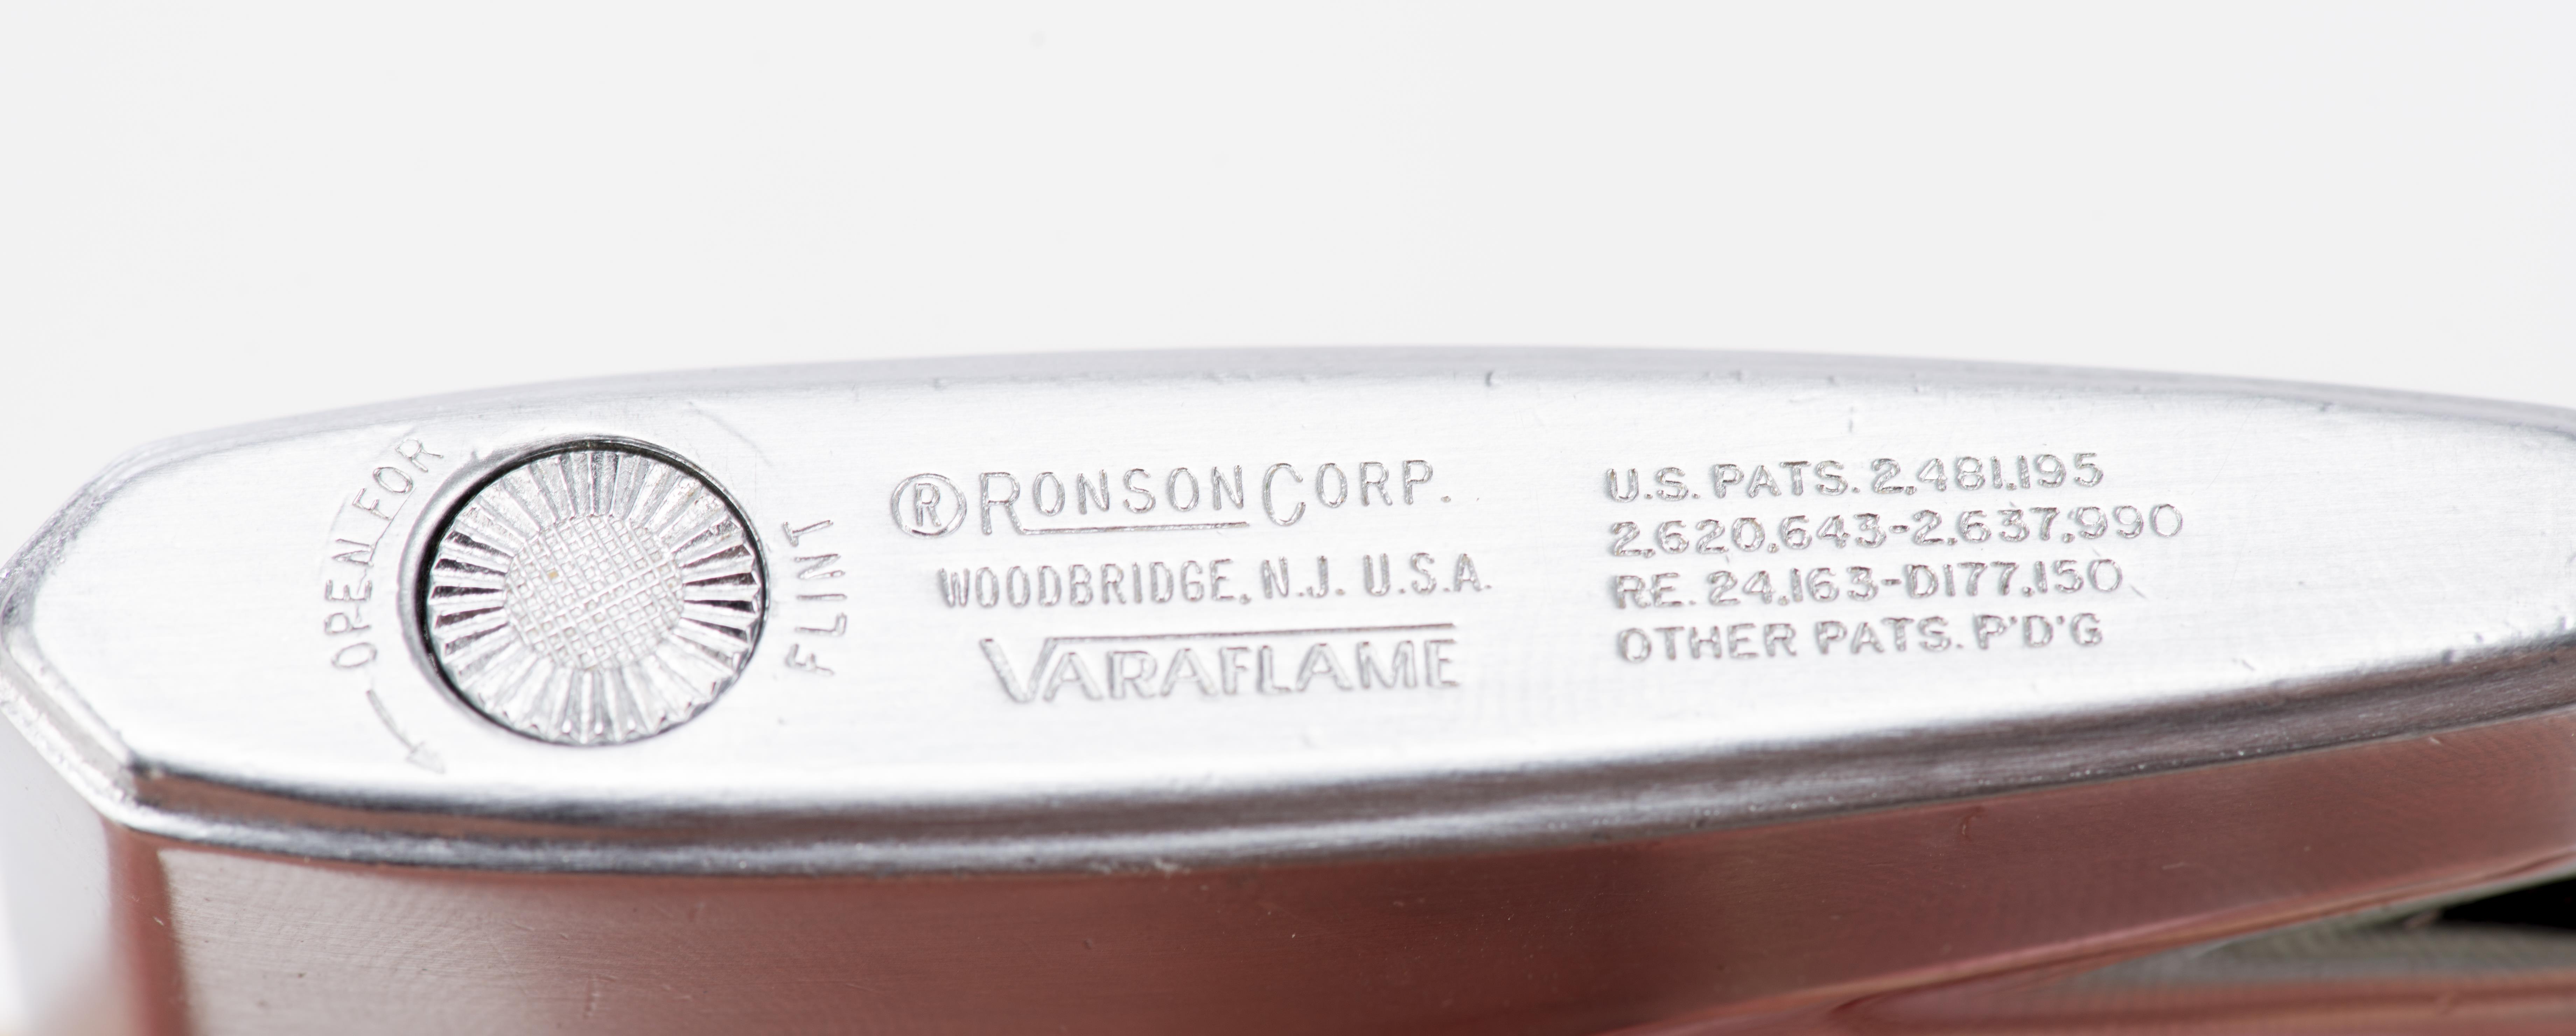 OPEN FOR
FLINT
® RONSON CORP.
WOODBRIDGE, N.J. U.S.A.
VARAFLAME
U.S. PATS. 2,481,195
2,620,643-2,637,990
RE. 24,163-D177,150
OTHER PATS. P'D'G